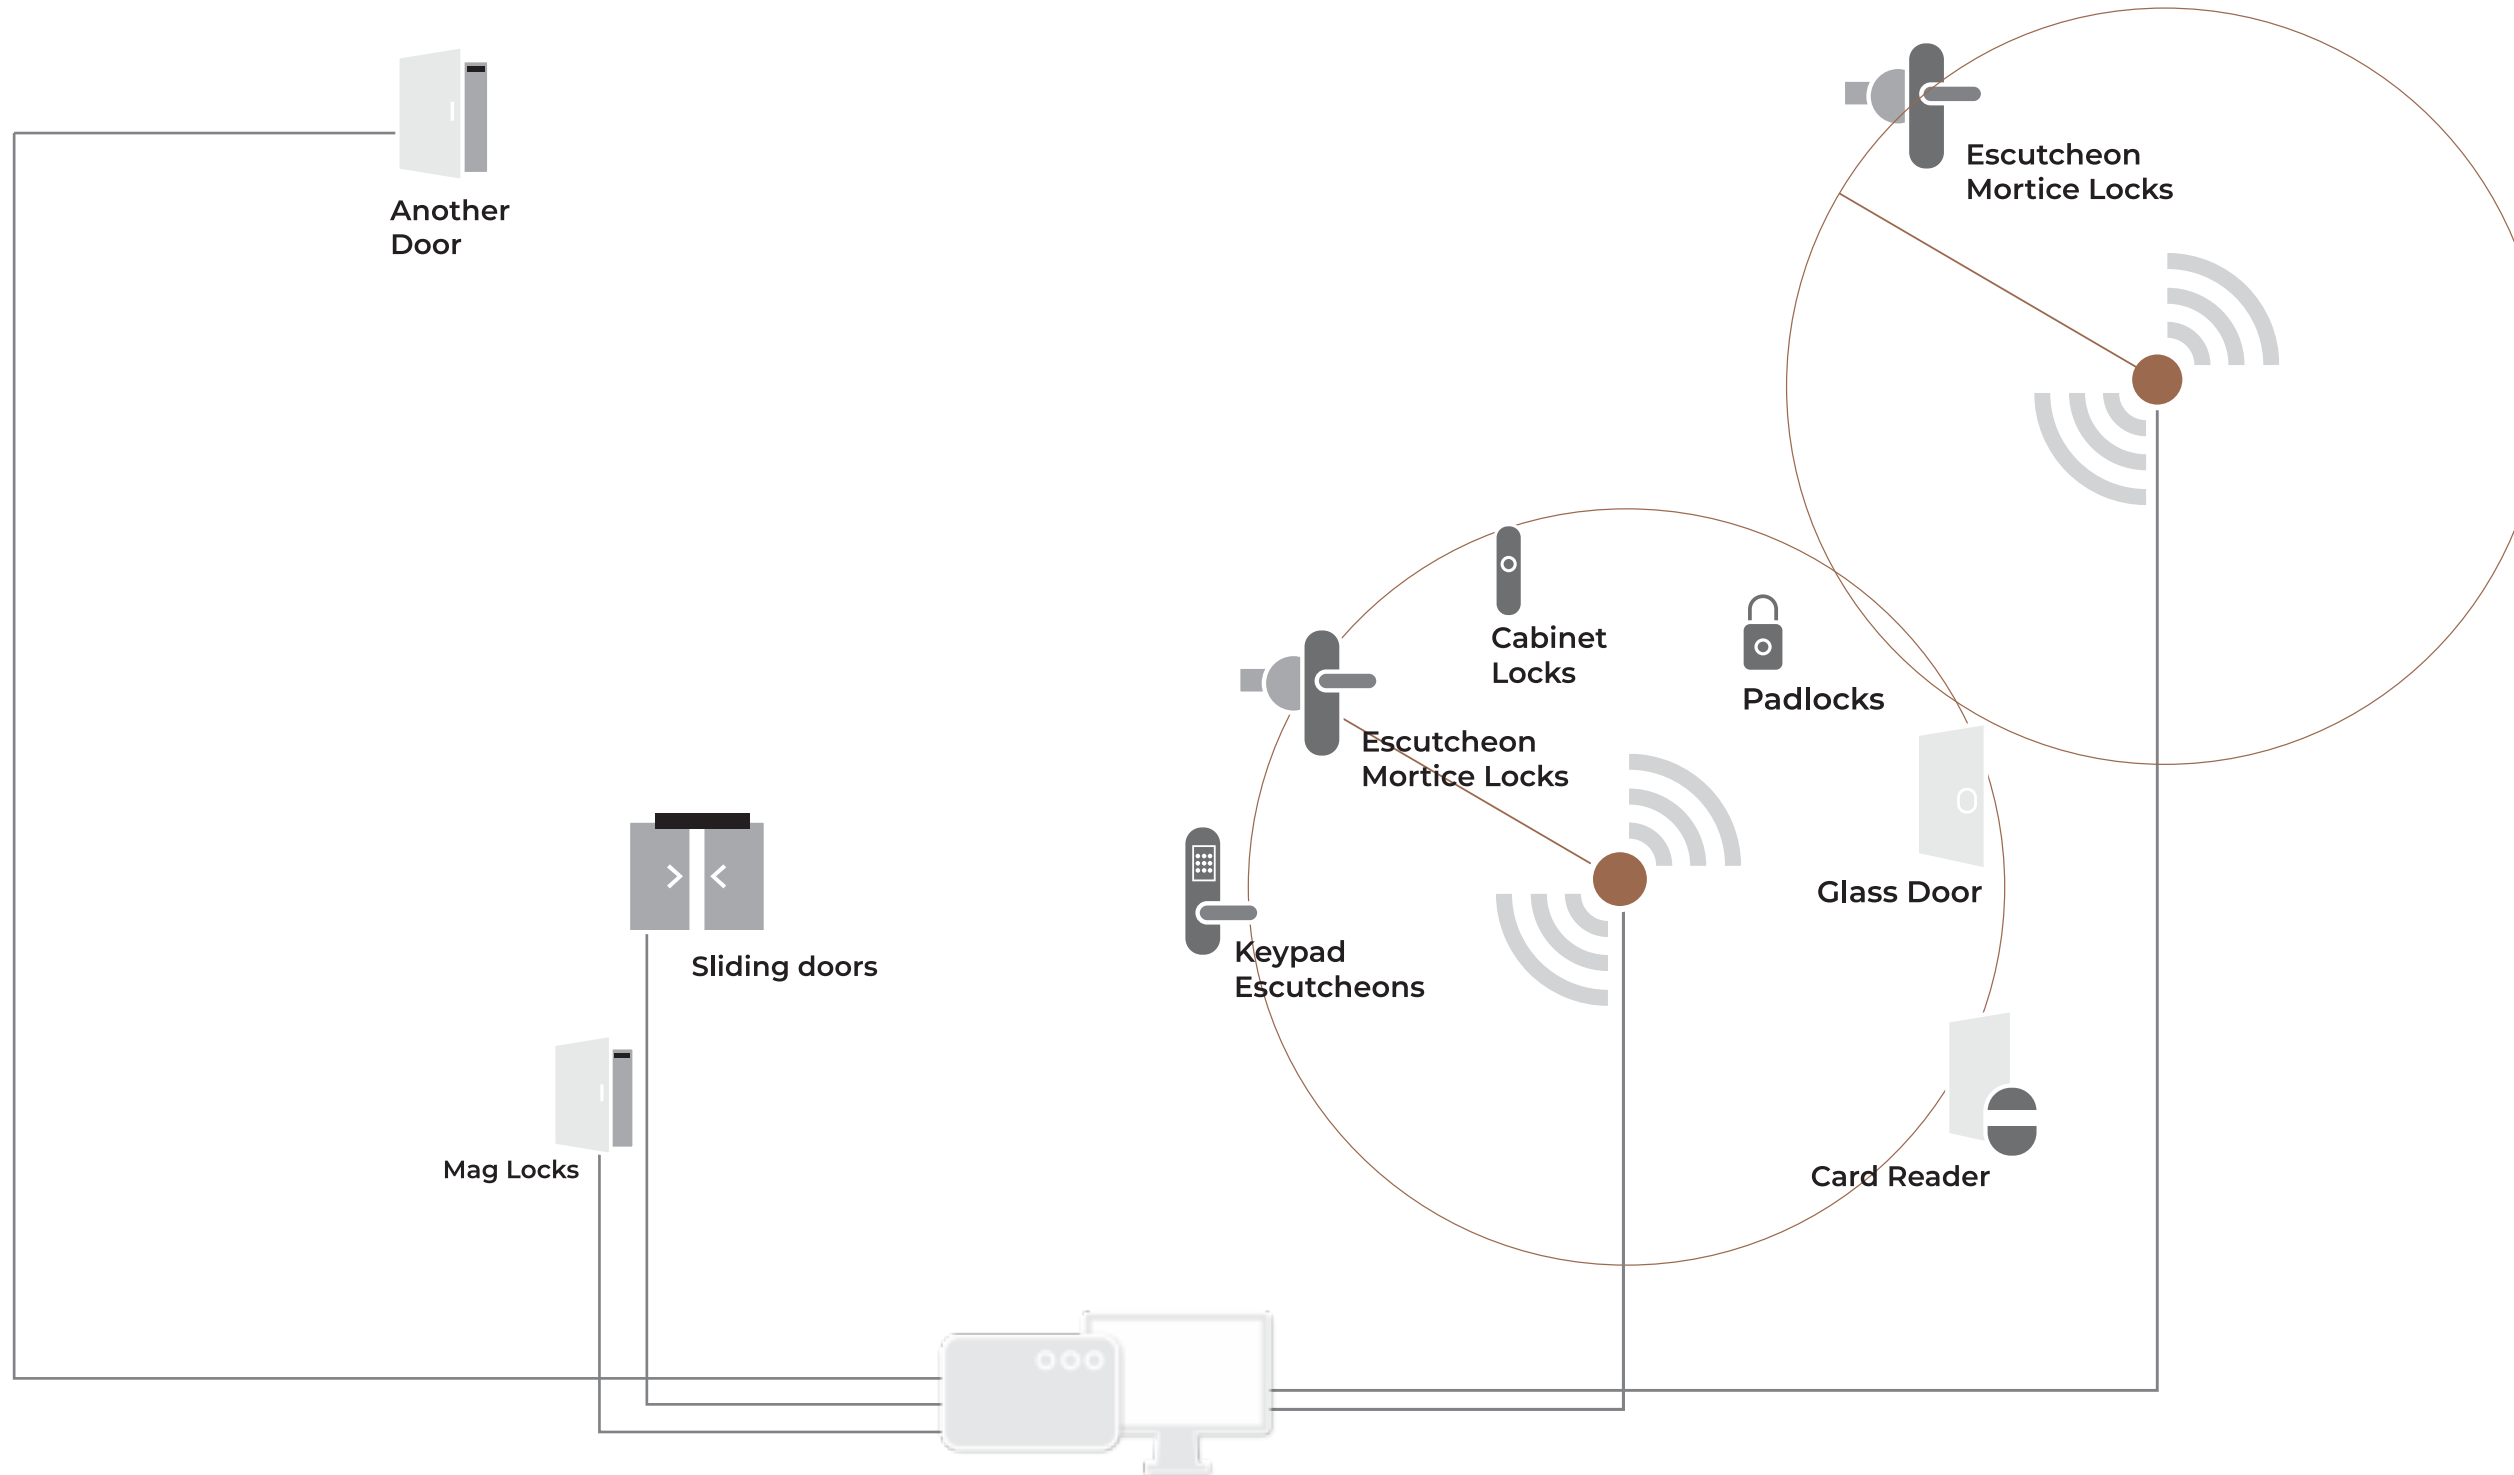 Escutcheon
Mortice Locks
Another
Door
Cabinet
Locks
Padlocks
Escutcheon
Mortice Locks
Glass Door
Keypad
Escutcheons
Sliding doors
Mag Locks
Card Reader